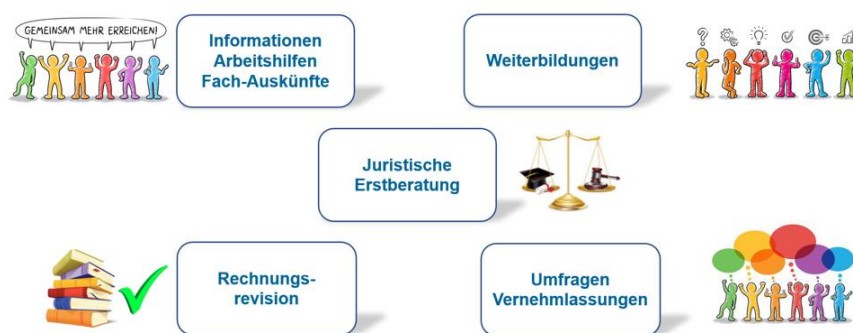 GEMEINSAM MEHR ERREICHEN!
Informationen
Arbeitshilfen
Fach-Auskünfte
Weiterbildungen
?
Juristische
Erstberatung
Rechnungs-
revision
Umfragen
Vernehmlassungen